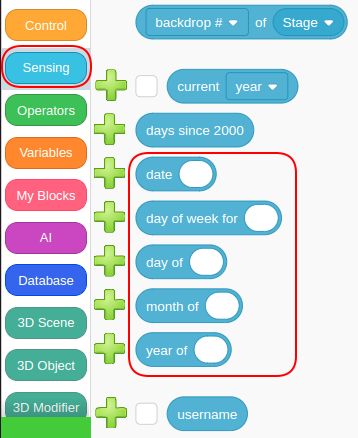 Control
Sensing
Operators
Variables
My Blocks
AI
Database
3D Scene
3D Object
3D Modifier
backdrop # of Stage
current year
days since 2000
date
day of week for
day of
month of
year of
username